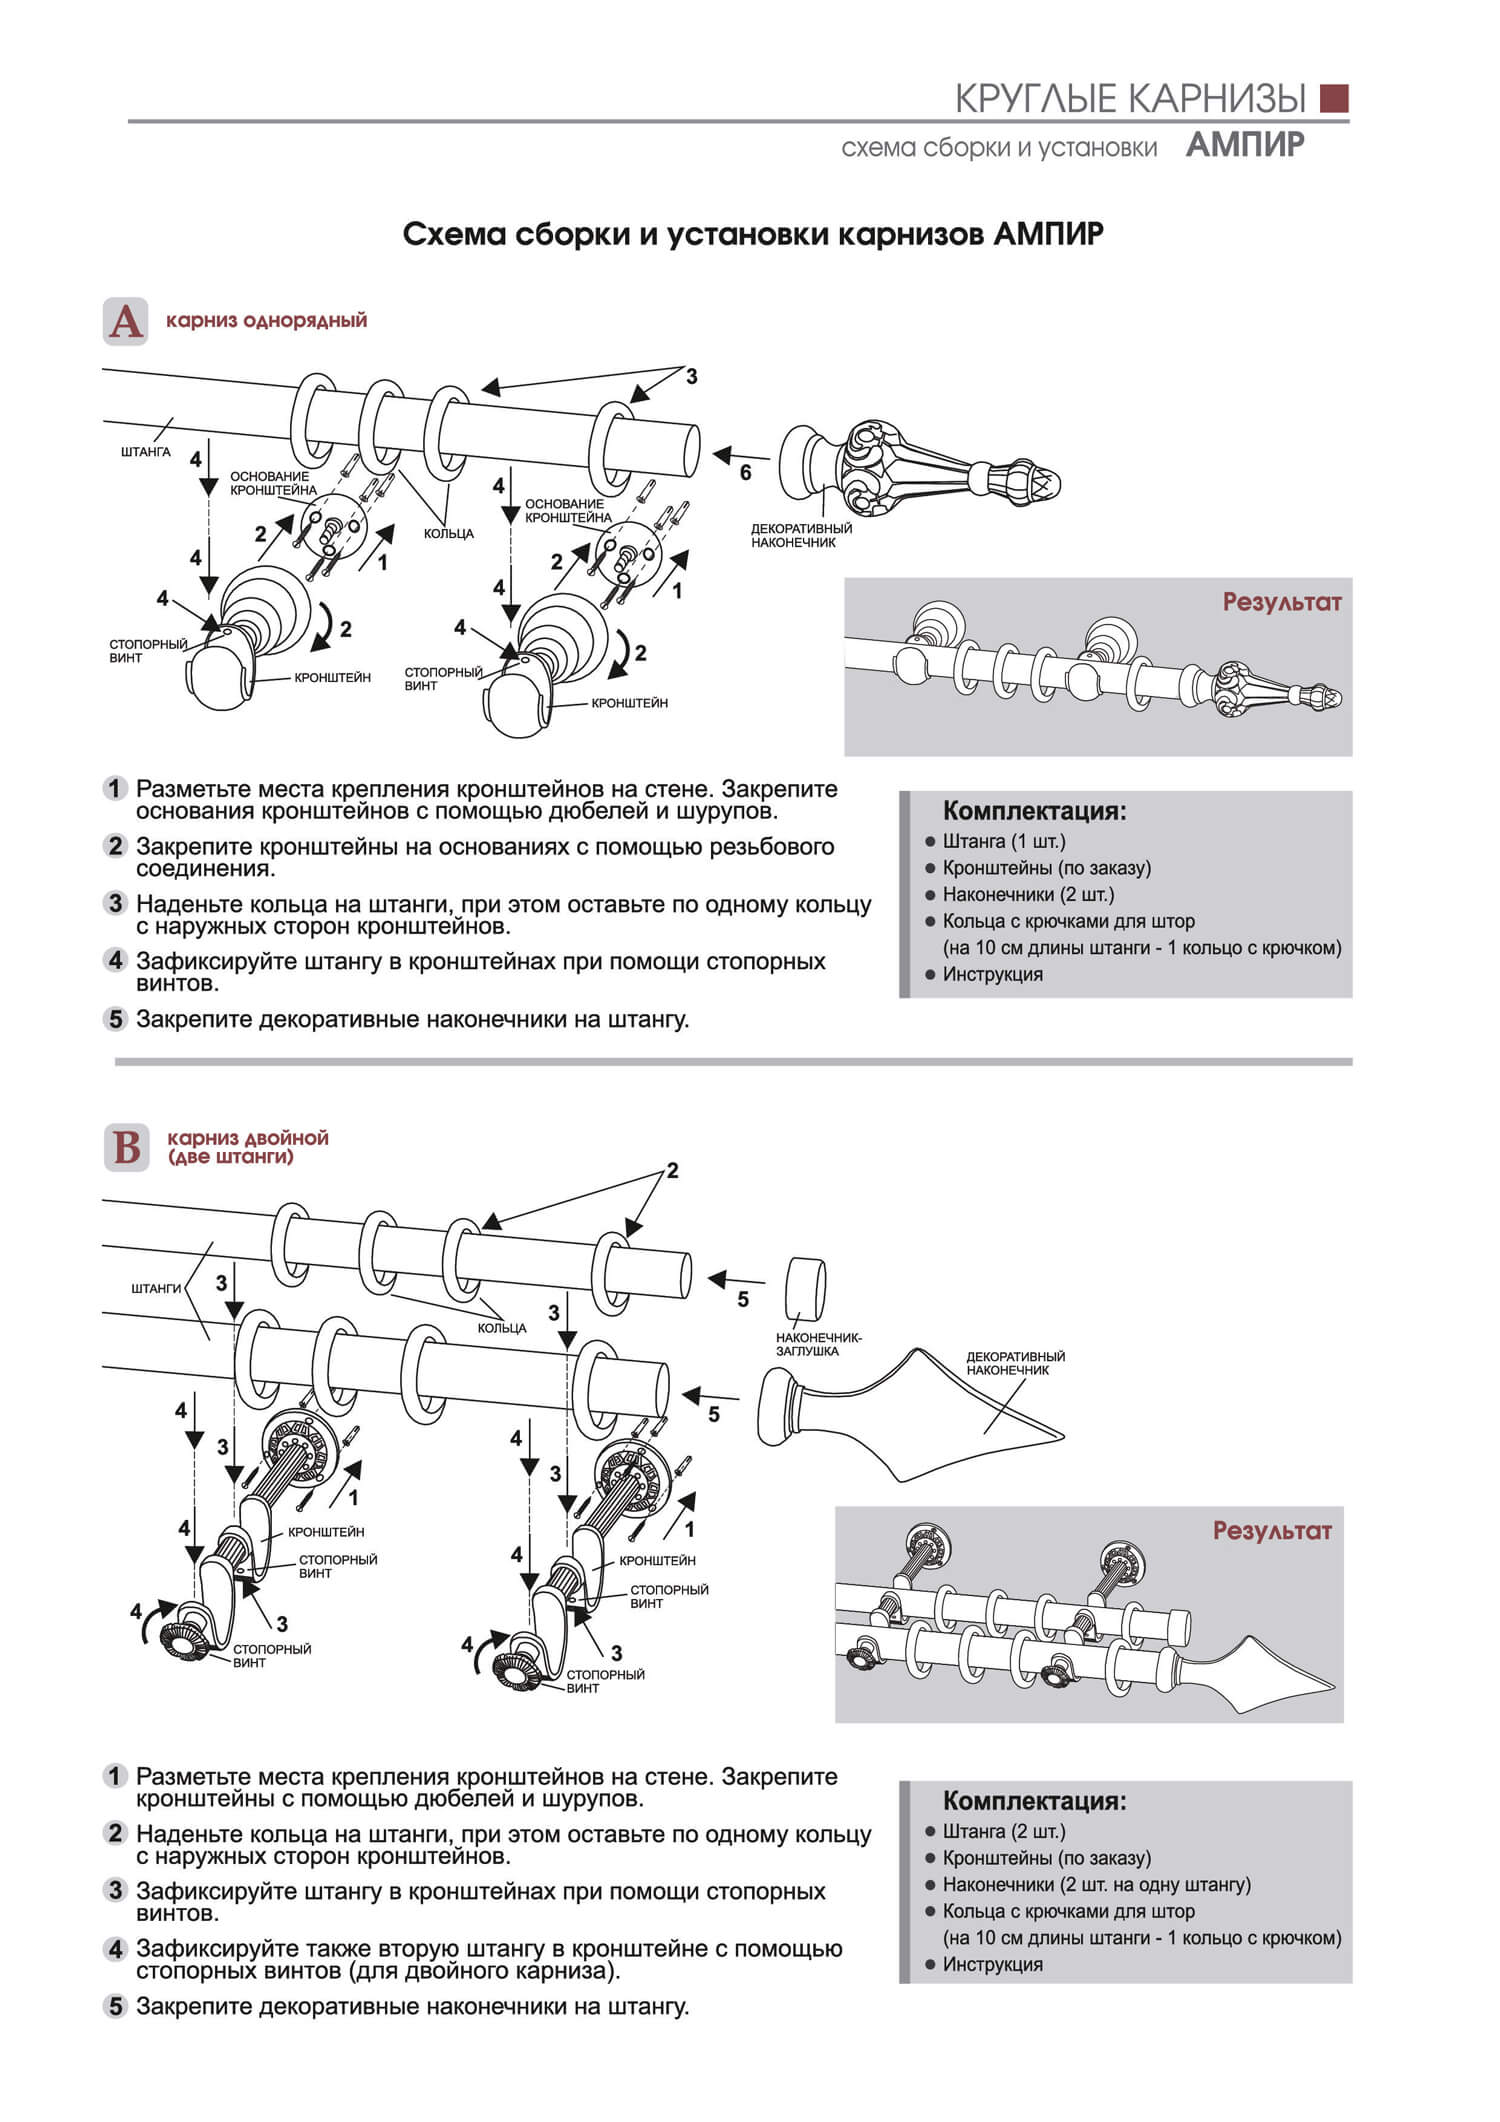 КРУГЛЫЕ КАРНИЗЫ
схема сборки и установки АМПИР
Схема сборки и установки карнизов АМПИР
A карниз однорядный
3
ШТАНГА
4
ОСНОВАНИЕ
КРОНШТЕЙНА
4
ОСНОВАНИЕ
КРОНШТЕЙНА
КОЛЬЦА
6
ДЕКОРАТИВНЫЙ
НАКОНЕЧНИК
2
1
4
2
1
4
4
2
СТОПОРНЫЙ
ВИНТ
КРОНШТЕЙН
4
2
СТОПОРНЫЙ
ВИНТ
КРОНШТЕЙН
Результат
1 Разметьте места крепления кронштейнов на стене. Закрепите
основания кронштейнов с помощью дюбелей и шурупов.
2 Закрепите кронштейны на основаниях с помощью резьбового
соединения.
3 Наденьте кольца на штанги, при этом оставьте по одному кольцу
с наружных сторон кронштейнов.
4 Зафиксируйте штангу в кронштейнах при помощи стопорных
винтов.
5 Закрепите декоративные наконечники на штангу.
Комплектация:
● Штанга (1 шт.)
● Кронштейны (по заказу)
● Наконечники (2 шт.)
● Кольца с крючками для штор
(на 10 см длины штанги - 1 кольцо с крючком)
● Инструкция
B карниз двойной
(две штанги)
2
ШТАНГИ
3
КОЛЬЦА
3
5
НАКОНЕЧНИК-
ЗАГЛУШКА
ДЕКОРАТИВНЫЙ
НАКОНЕЧНИК
5
4
3
1
4
3
1
4
КРОНШТЕЙН
СТОПОРНЫЙ
ВИНТ
4
3
СТОПОРНЫЙ
ВИНТ
4
КРОНШТЕЙН
СТОПОРНЫЙ
ВИНТ
4
3
СТОПОРНЫЙ
ВИНТ
Результат
1 Разметьте места крепления кронштейнов на стене. Закрепите
кронштейны с помощью дюбелей и шурупов.
2 Наденьте кольца на штанги, при этом оставьте по одному кольцу
с наружных сторон кронштейнов.
3 Зафиксируйте штангу в кронштейнах при помощи стопорных
винтов.
4 Зафиксируйте также вторую штангу в кронштейне с помощью
стопорных винтов (для двойного карниза).
5 Закрепите декоративные наконечники на штангу.
Комплектация:
● Штанга (2 шт.)
● Кронштейны (по заказу)
● Наконечники (2 шт. на одну штангу)
● Кольца с крючками для штор
(на 10 см длины штанги - 1 кольцо с крючком)
● Инструкция